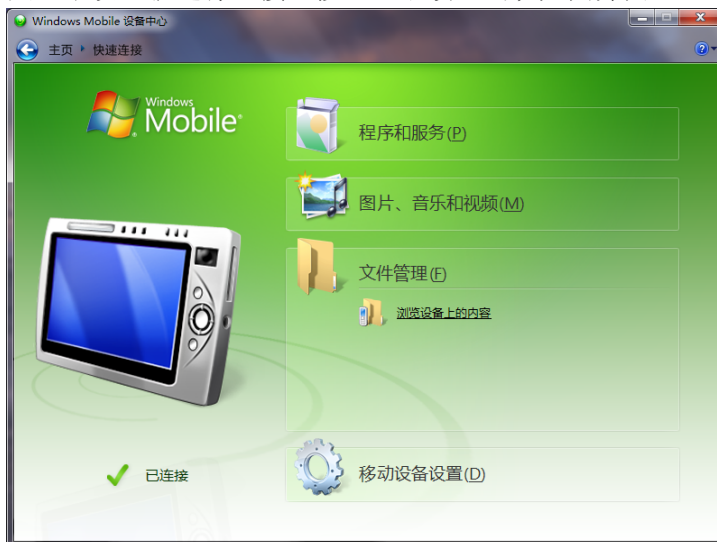 Windows Mobile 设备中心
主页 快速连接
Windows
Mobile
程序和服务(P)
图片、音乐和视频(M)
文件管理(F)
浏览设备上的内容
已连接
移动设备设置(D)